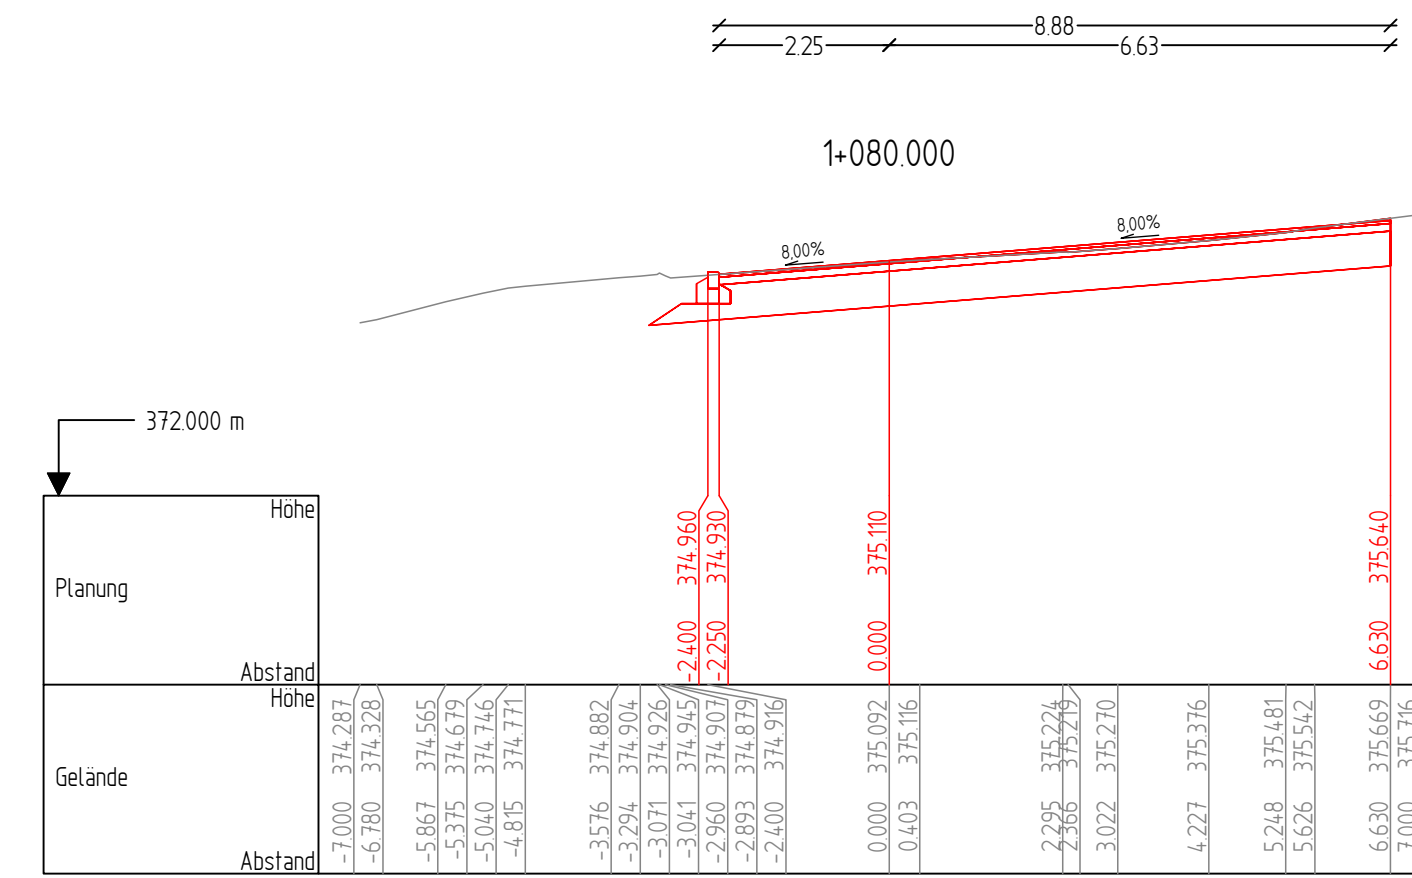 8.88
2.25 6.63
1+080.000
8,00% 8,00%
372.000 m
Planung
Höhe
374.960 374.930 375.110 375.640
Abstand
-2.400 -2.250 0.000 6.630
Gelände
Höhe
374.287 374.328 374.565 374.679 374.746 374.771 374.882 374.904 374.926 374.945 374.907 374.879 374.916 375.092 375.116 375.224 375.219 375.270 375.376 375.481 375.542 375.669 375.716
Abstand
-7.000 -6.780 -5.867 -5.375 -5.040 -4.815 -3.576 -3.294 -3.071 -3.041 -2.960 -2.893 -2.400 0.000 0.403 2.295 2.366 3.022 4.227 5.248 5.626 6.630 7.000